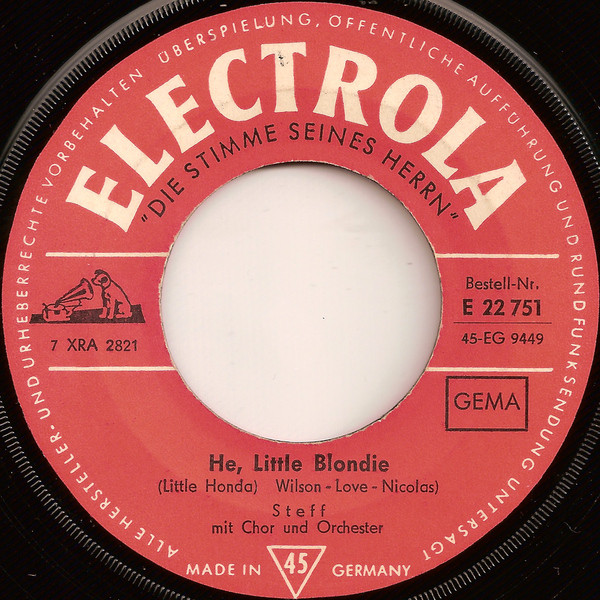 ALLE HERSTELLER- UND URHEBERRECHTE VORBEHALTEN ÜBERSPIELUNG, ÖFFENTLICHE AUFFÜHRUNG UND RUNDFUNKSENDUNG UNTERSAGT
ELECTROLA
"DIE STIMME SEINES HERRN"
7 XRA 2821
Bestell-Nr.
E 22 751
45-EG 9449
GEMA
He, Little Blondie
(Little Honda) Wilson - Love - Nicolas)
Steff
mit Chor und Orchester
MADE IN 45 GERMANY